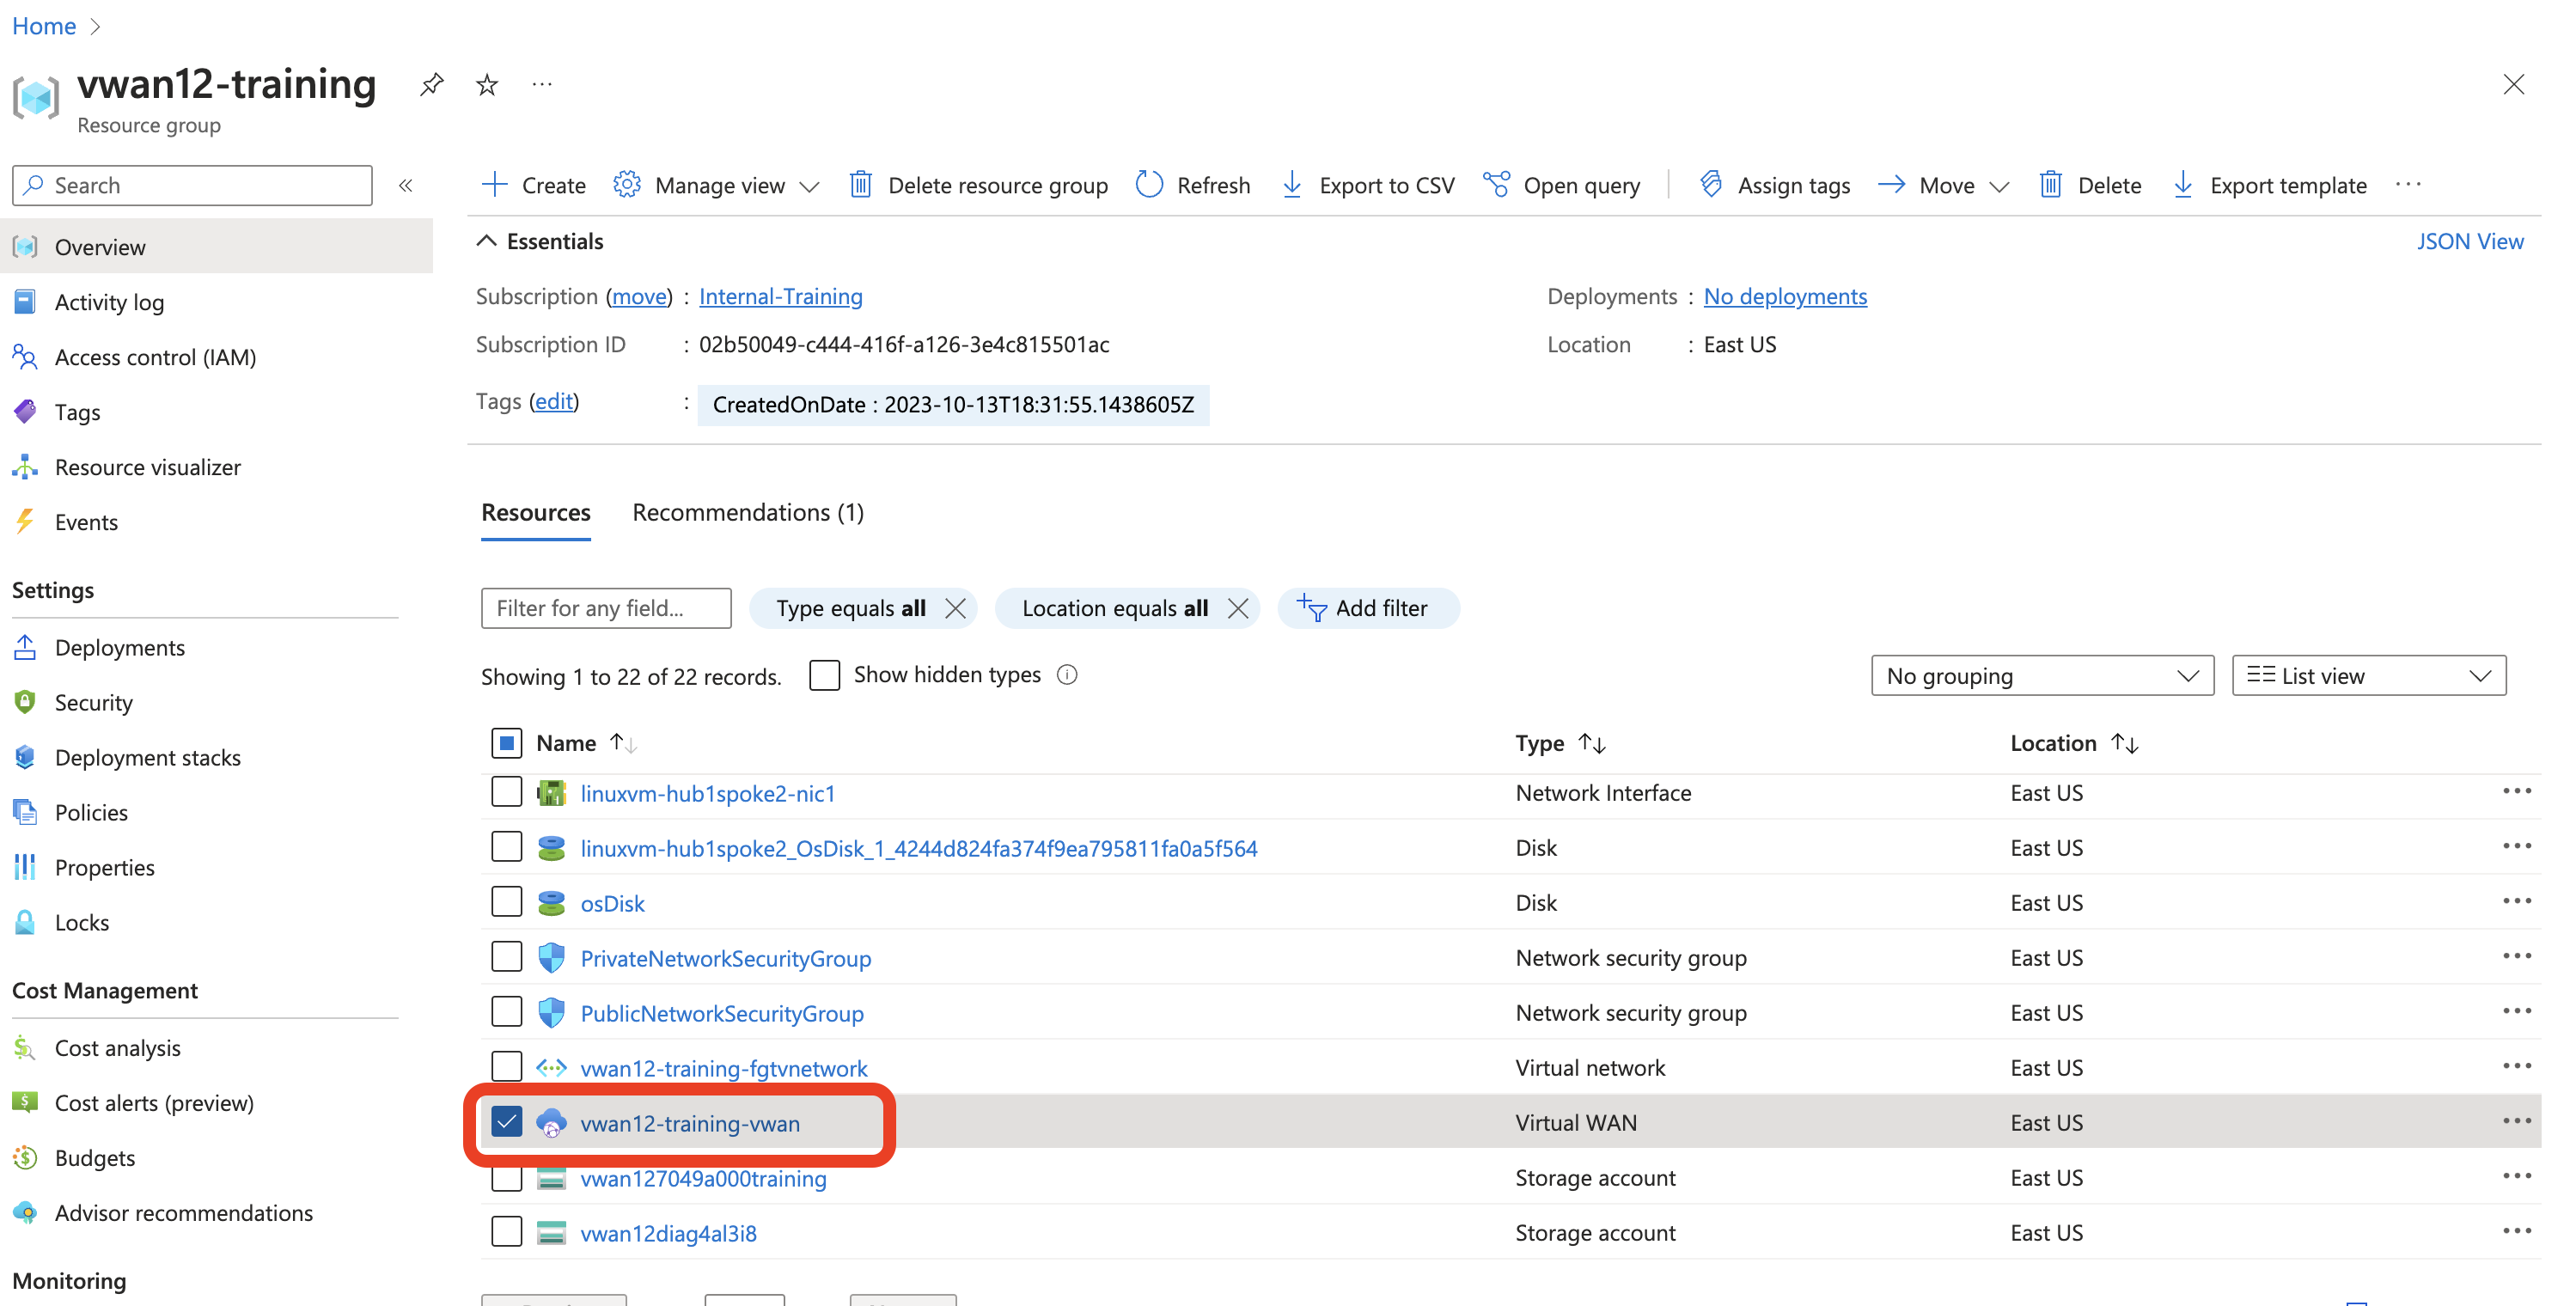 Home
vwan12-training
Resource group
Search
Create
Manage view
Delete resource group
Refresh
Export to CSV
Open query
Assign tags
Move
Delete
Export template
Overview
Activity log
Access control (IAM)
Tags
Resource visualizer
Events
Settings
Deployments
Security
Deployment stacks
Policies
Properties
Locks
Cost Management
Cost analysis
Cost alerts (preview)
Budgets
Advisor recommendations
Monitoring
Essentials
JSON View
Subscription (move) : Internal-Training
Deployments : No deployments
Subscription ID : 02b50049-c444-416f-a126-3e4c815501ac
Location : East US
Tags (edit) : CreatedOnDate : 2023-10-13T18:31:55.1438605Z
Resources Recommendations (1)
Filter for any field...
Type equals all
Location equals all
Add filter
Showing 1 to 22 of 22 records.
Show hidden types
No grouping
List view
Name Type Location
linuxvm-hub1spoke2-nic1 Network Interface East US
linuxvm-hub1spoke2_OsDisk_1_4244d824fa374f9ea795811fa0a5f564 Disk East US
osDisk Disk East US
PrivateNetworkSecurityGroup Network security group East US
PublicNetworkSecurityGroup Network security group East US
vwan12-training-fgtvnetwork Virtual network East US
vwan12-training-vwan Virtual WAN East US
vwan127049a000training Storage account East US
vwan12diag4al3i8 Storage account East US